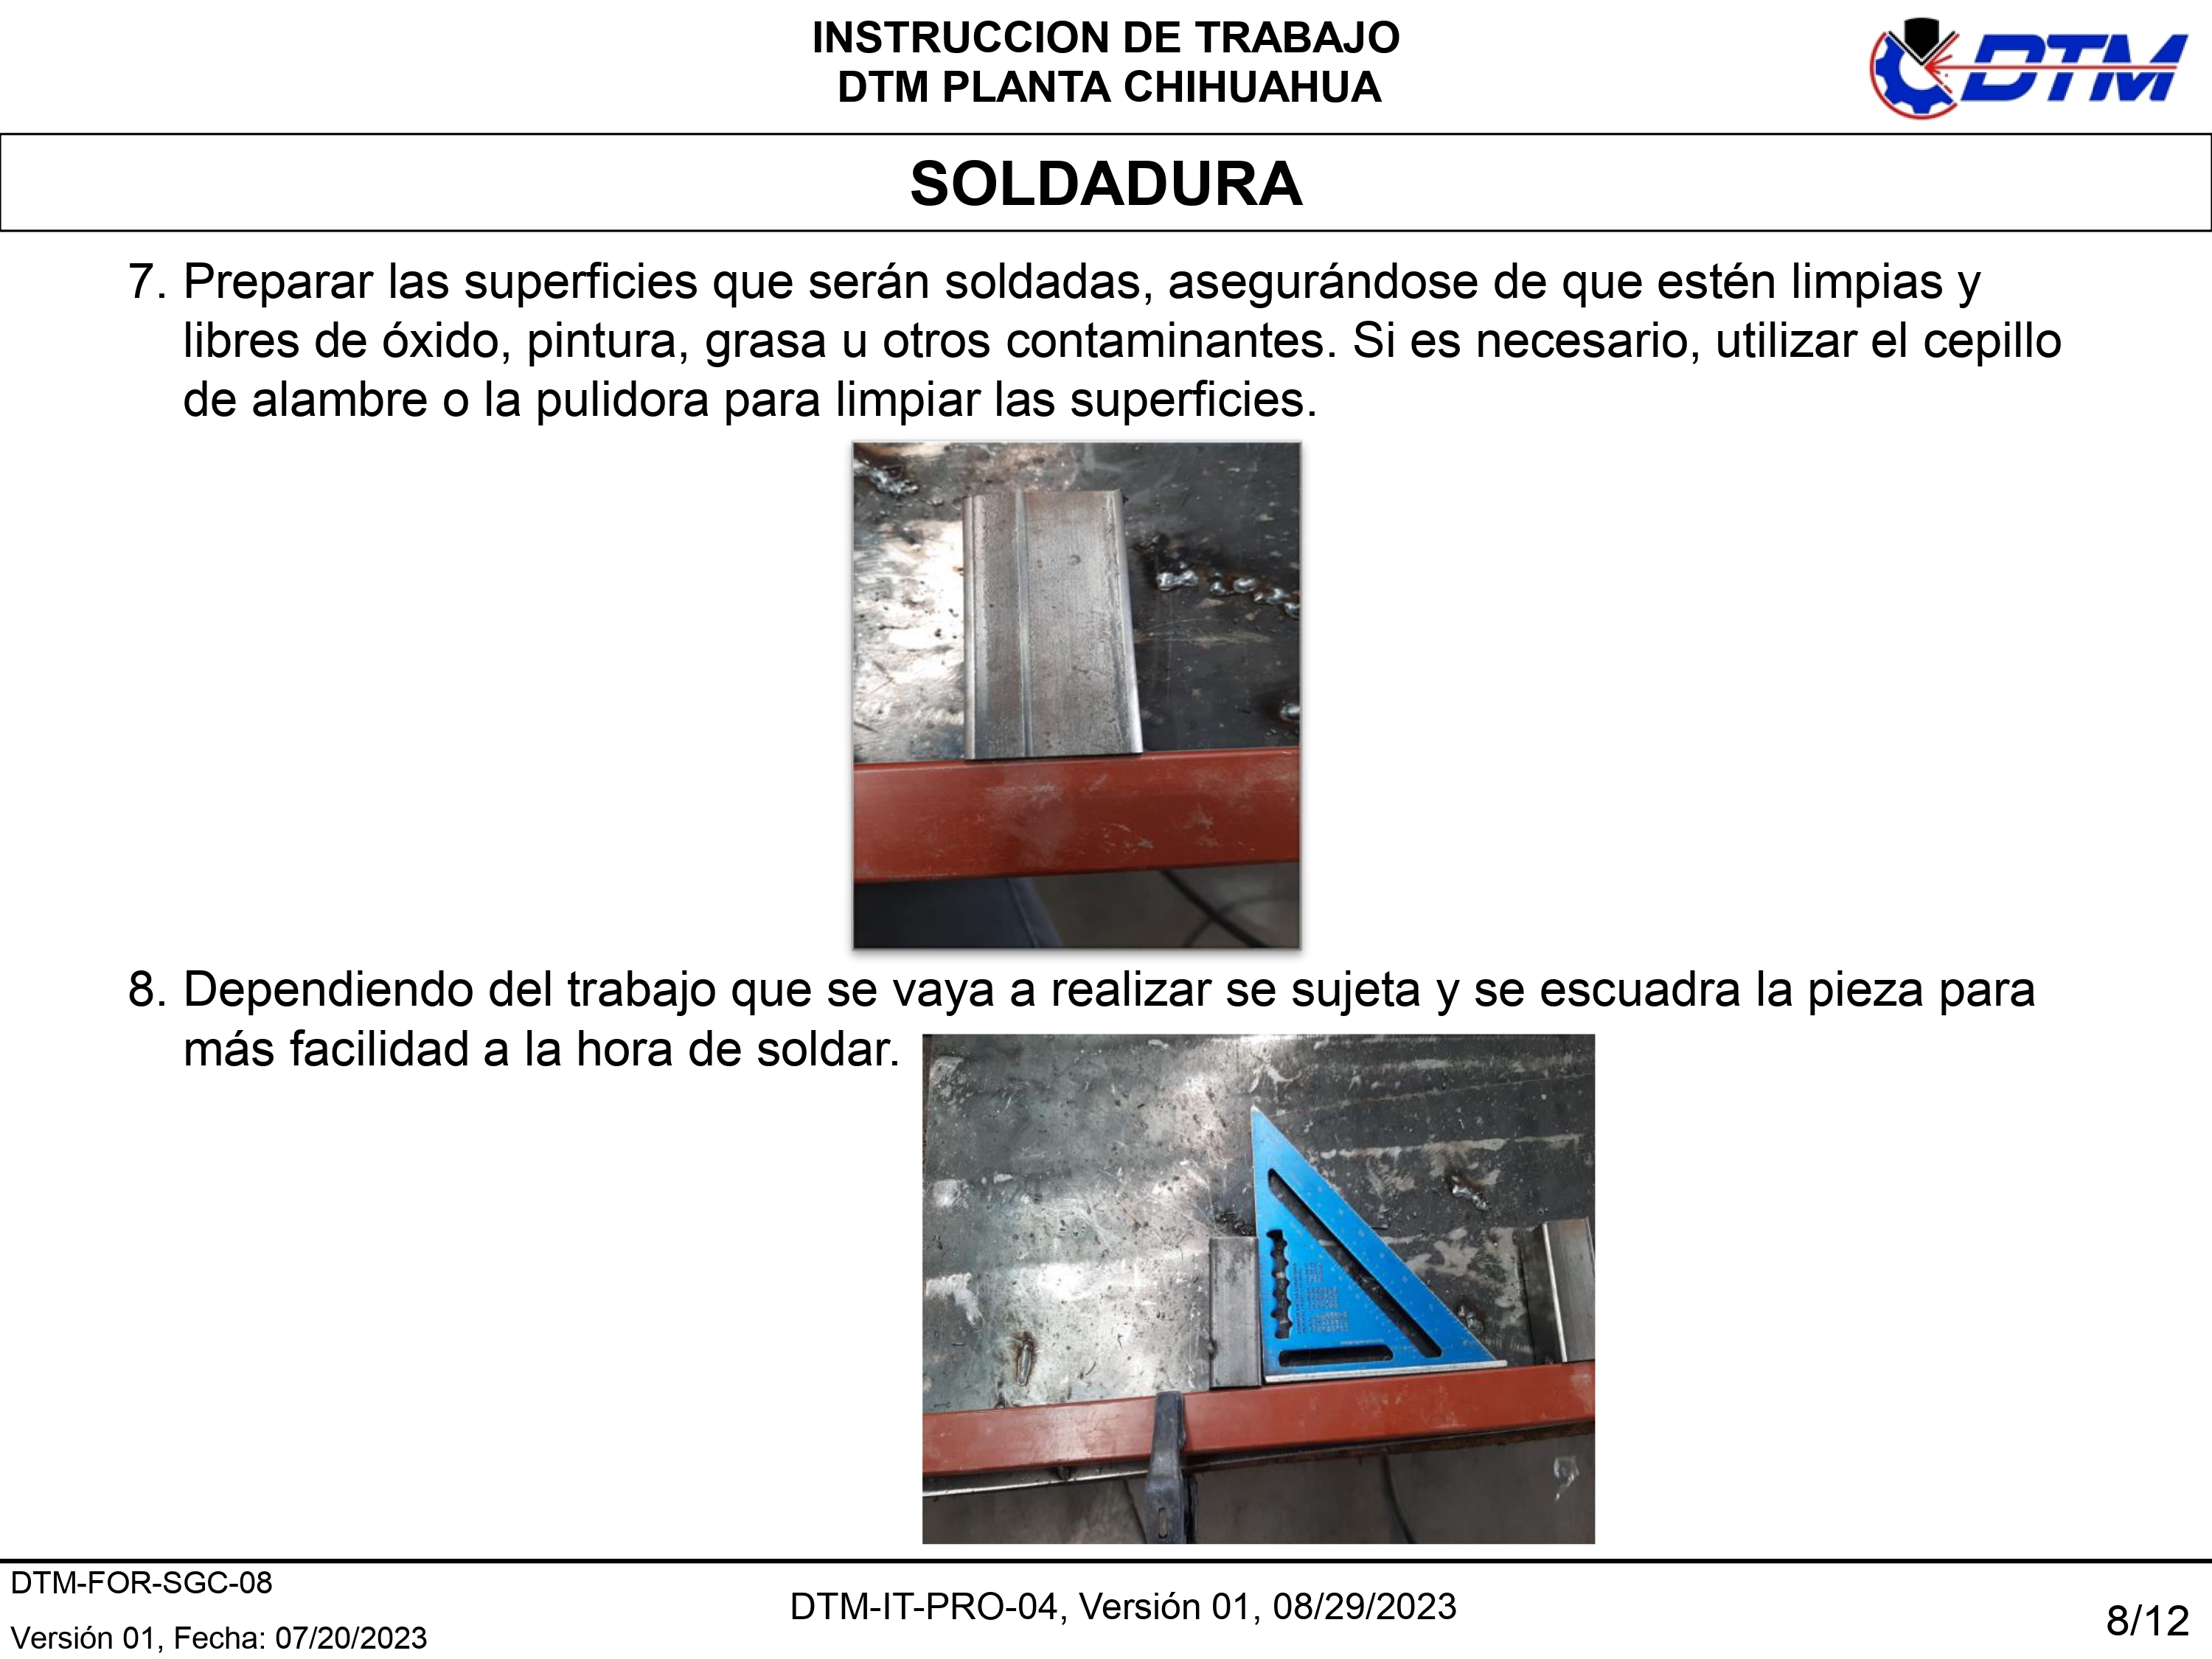 INSTRUCCION DE TRABAJO
DTM PLANTA CHIHUAHUA
DTM
SOLDADURA
7. Preparar las superficies que serán soldadas, asegurándose de que estén limpias y
libres de óxido, pintura, grasa u otros contaminantes. Si es necesario, utilizar el cepillo
de alambre o la pulidora para limpiar las superficies.
8. Dependiendo del trabajo que se vaya a realizar se sujeta y se escuadra la pieza para
más facilidad a la hora de soldar.
DTM-FOR-SGC-08
Versión 01, Fecha: 07/20/2023
DTM-IT-PRO-04, Versión 01, 08/29/2023
8/12